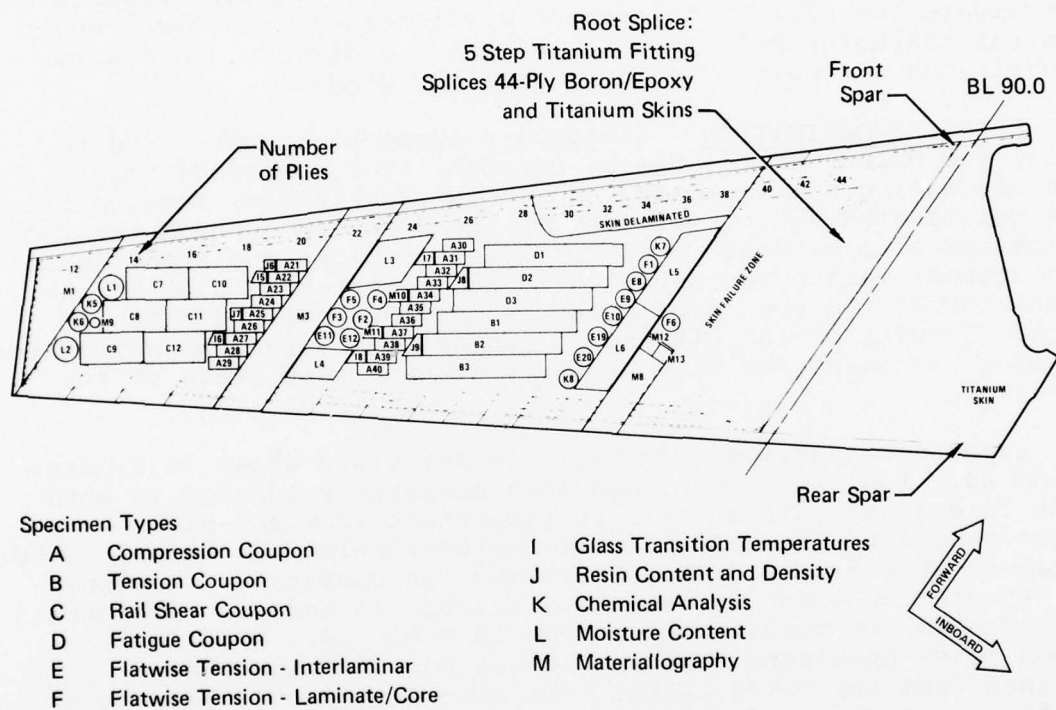 Root Splice:
5 Step Titanium Fitting
Splices 44-Ply Boron/Epoxy
and Titanium Skins
Front
Spar
BL 90.0
Number
of Plies
12 14 16 18 20 22 24 26 28 30 32 34 36 38 40 42 44
SKIN DELAMINATED
SKIN FAILURE ZONE
M1
K5
K6
M9
L1
L2
C7
C10
C8
C11
C9
C12
J6
A21
I5
A22
A23
A24
J7
A25
A26
I6
A27
A28
A29
M3
L3
L4
F5
F4
F3
F2
E11
E12
A30
I7
A31
A32
A33
J8
M10
A34
A35
A36
M11
A37
A38
J9
I8
A39
A40
D1
D2
D3
B1
B2
B3
K7
F1
E8
E9
E10
E19
E20
K8
L5
L6
F6
M12
M13
M8
TITANIUM
SKIN
Rear Spar
Specimen Types
A Compression Coupon
B Tension Coupon
C Rail Shear Coupon
D Fatigue Coupon
E Flatwise Tension - Interlaminar
F Flatwise Tension - Laminate/Core
I Glass Transition Temperatures
J Resin Content and Density
K Chemical Analysis
L Moisture Content
M Materiallography
FORWARD
INBOARD